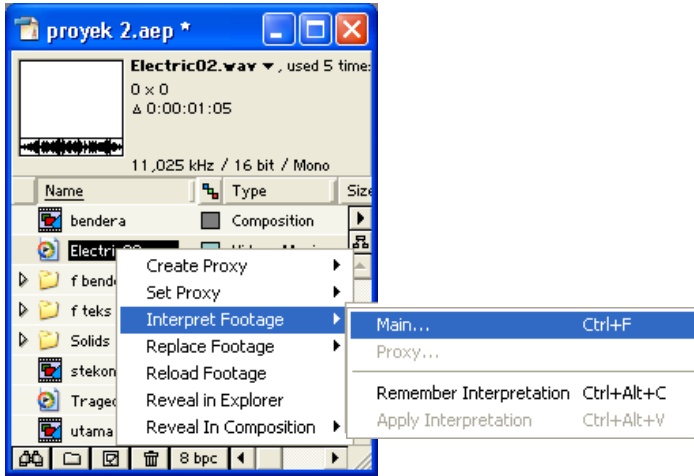 proyek 2.aep *
Electric02.wav ▼, used 5 time
0 x 0
Δ 0:00:01:05
11,025 kHz / 16 bit / Mono
Name Type Size
bendera Composition
f bend
f teks
Solids
stekon
utama
8 bpc
Create Proxy
Set Proxy
Interpret Footage
Replace Footage
Reload Footage
Reveal in Explorer
Reveal In Composition
Main... Ctrl+F
Proxy...
Remember Interpretation Ctrl+Alt+C
Apply Interpretation Ctrl+Alt+V